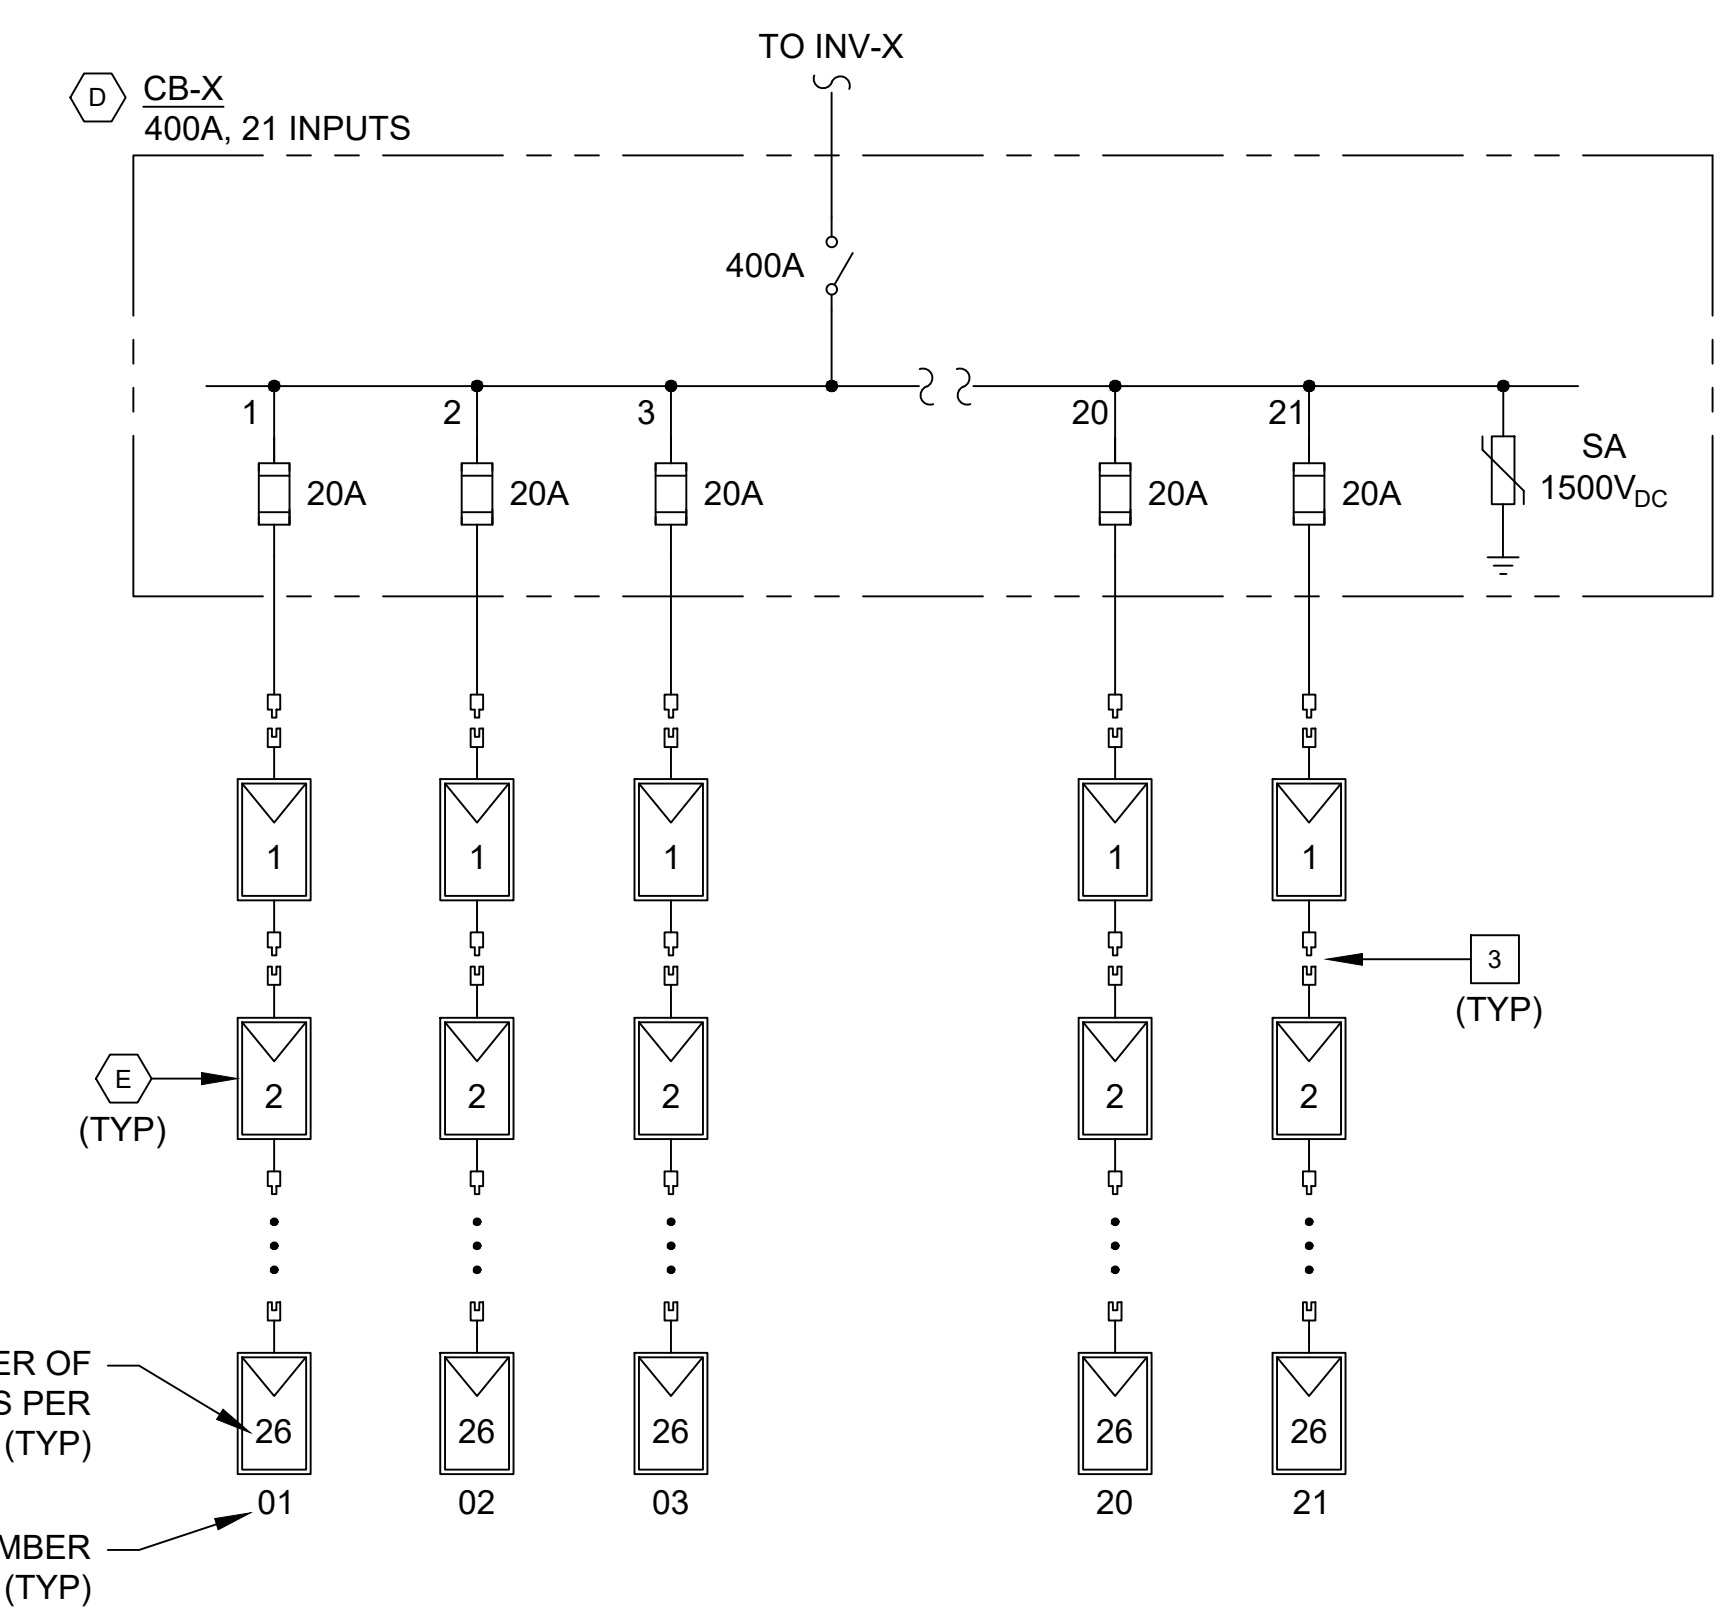 TO INV-X
D
CB-X
400A, 21 INPUTS
400A
1 2 3 20 21
20A 20A 20A 20A 20A
SA
1500VDC
1 1 1 1 1
3
(TYP)
E
(TYP)
2 2 2 2 2
OF
PER
(TYP)
26 26 26 26 26
01 02 03 20 21
(TYP)